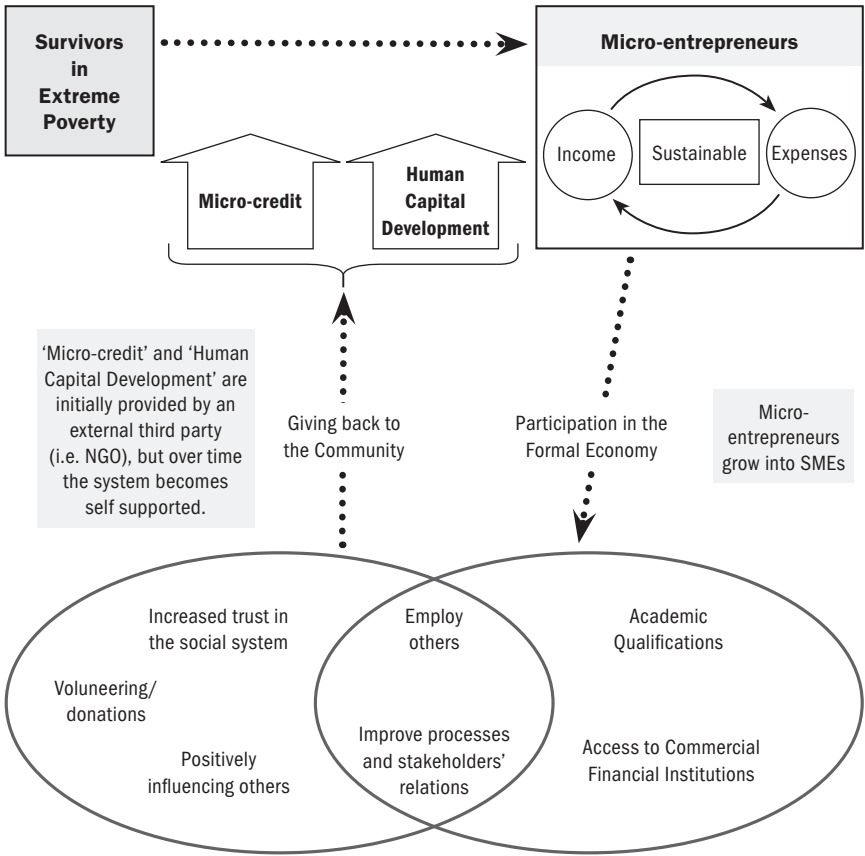 Survivors
in
Extreme
Poverty
Micro-entrepreneurs
Income
Sustainable
Expenses
Micro-credit
Human
Capital
Development
‘Micro-credit’ and ‘Human
Capital Development’ are
initially provided by an
external third party
(i.e. NGO), but over time
the system becomes
self supported.
Giving back to
the Community
Participation in the
Formal Economy
Micro-
entrepreneurs
grow into SMEs
Increased trust in
the social system
Voluneering/
donations
Positively
influencing others
Employ
others
Improve processes
and stakeholders’
relations
Academic
Qualifications
Access to Commercial
Financial Institutions